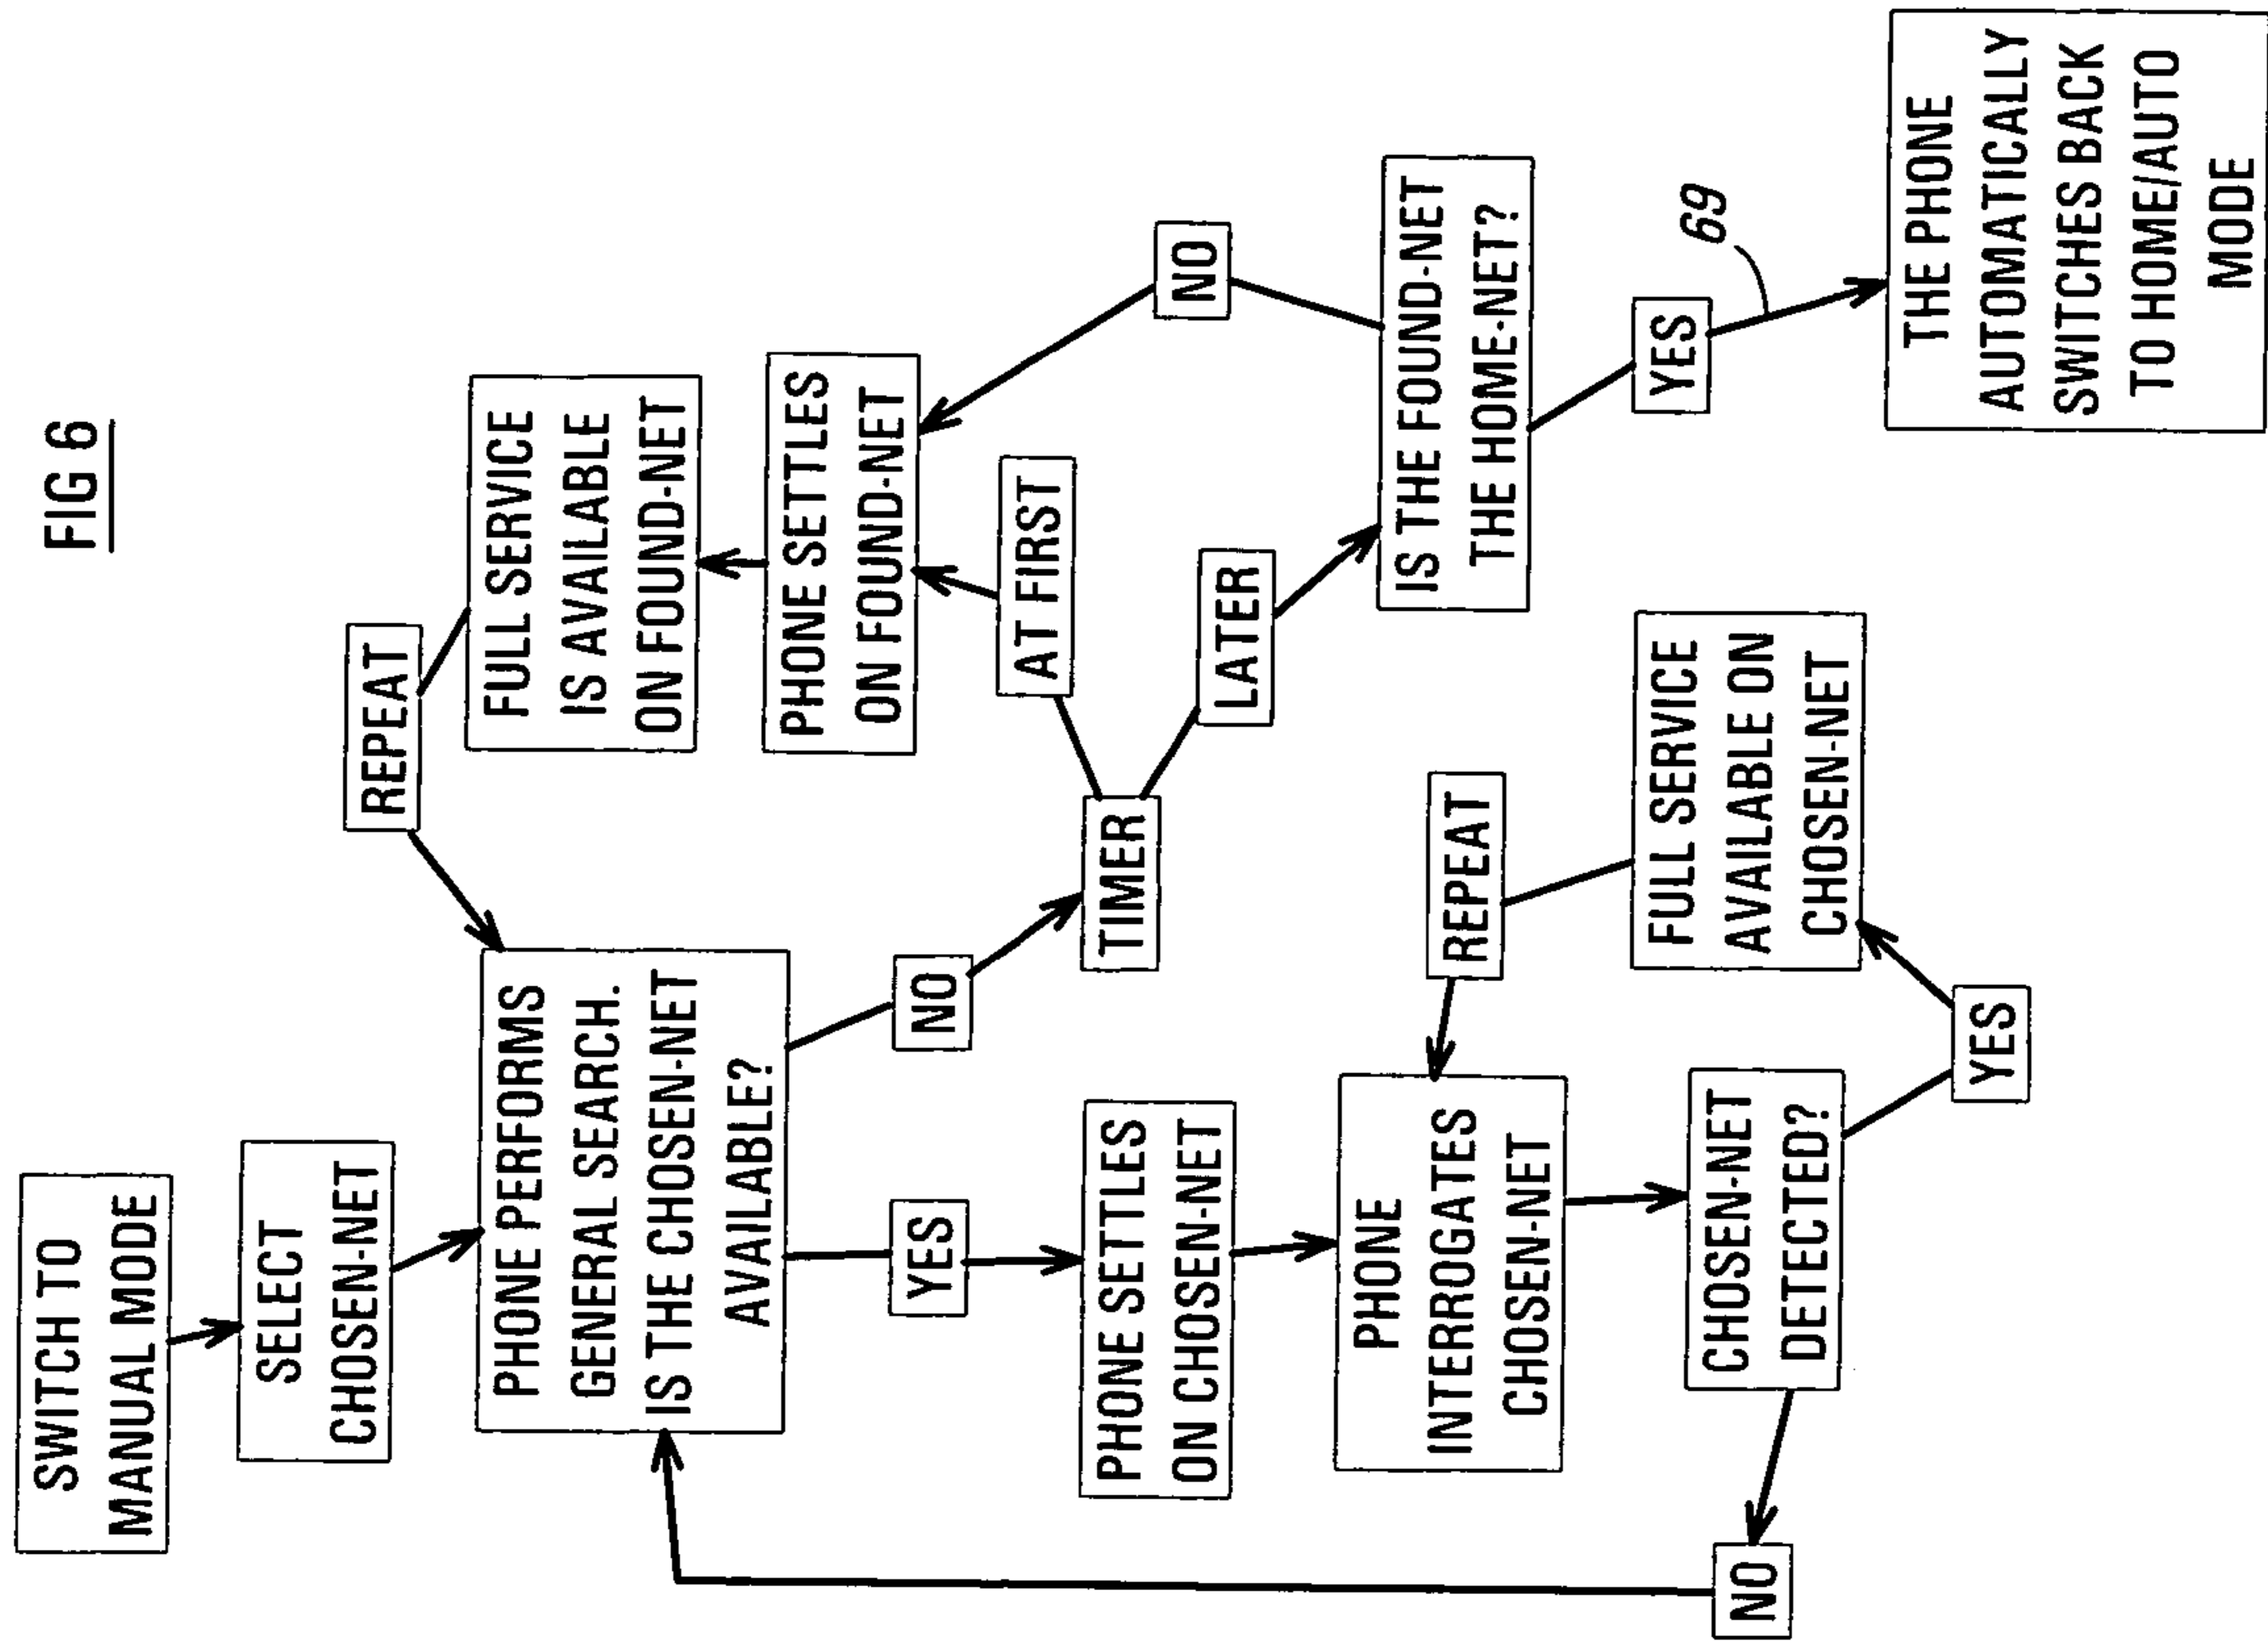 FIG 6
SWITCH TO
MANUAL MODE
SELECT
CHOSEN-NET
PHONE PERFORMS
GENERAL SEARCH.
IS THE CHOSEN-NET
AVAILABLE?
REPEAT
FULL SERVICE
IS AVAILABLE
ON FOUND-NET
PHONE SETTLES
ON FOUND-NET
NO
YES
TIMER
AT FIRST
LATER
NO
IS THE FOUND-NET
THE HOME-NET?
YES
69
THE PHONE
AUTOMATICALLY
SWITCHES BACK
TO HOME/AUTO
MODE
PHONE SETTLES
ON CHOSEN-NET
PHONE
INTERROGATES
CHOSEN-NET
REPEAT
CHOSEN-NET
DETECTED?
FULL SERVICE
AVAILABLE ON
CHOSEN-NET
YES
NO